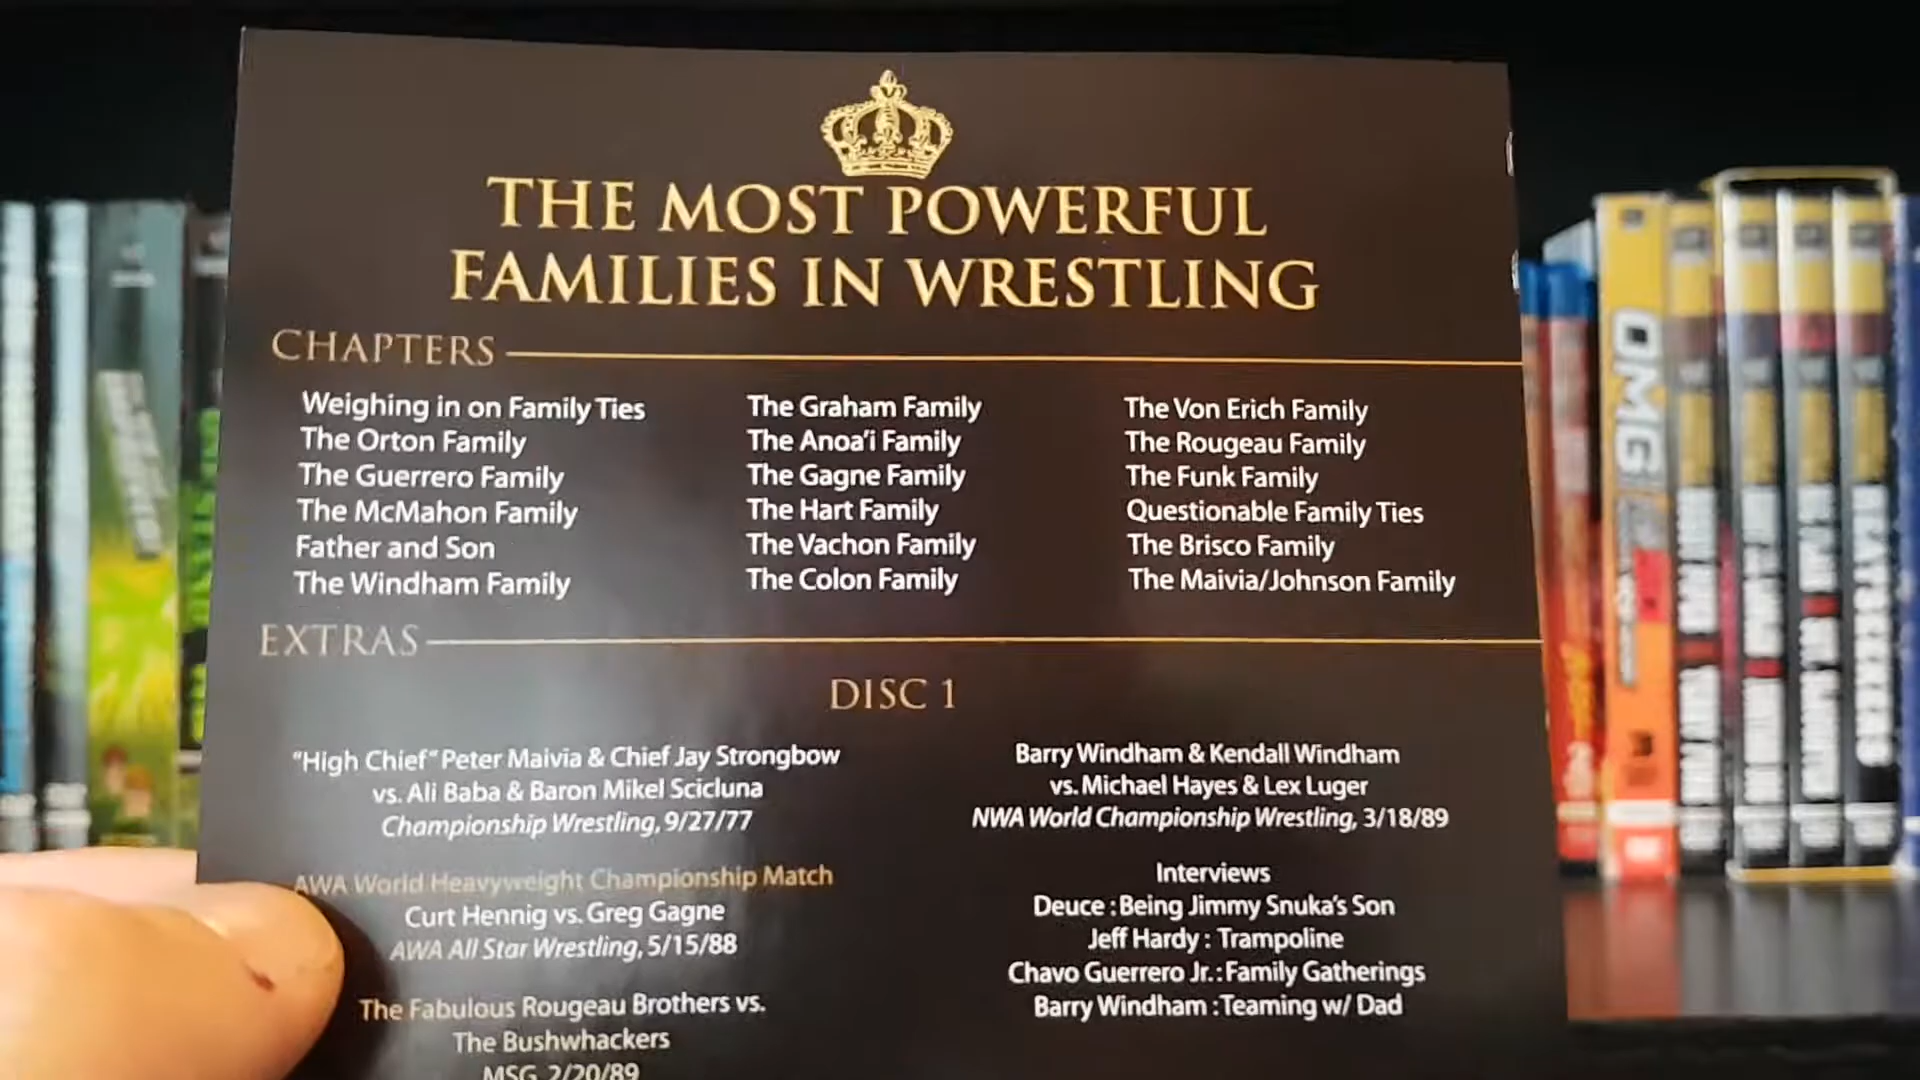 THE MOST POWERFUL
FAMILIES IN WRESTLING
CHAPTERS
Weighing in on Family Ties
The Orton Family
The Guerrero Family
The McMahon Family
Father and Son
The Windham Family
The Graham Family
The Anoa'i Family
The Gagne Family
The Hart Family
The Vachon Family
The Colon Family
The Von Erich Family
The Rougeau Family
The Funk Family
Questionable Family Ties
The Brisco Family
The Maivia/Johnson Family
EXTRAS
DISC 1
"High Chief" Peter Maivia & Chief Jay Strongbow
vs. Ali Baba & Baron Mikel Scicluna
Championship Wrestling, 9/27/77
AWA World Heavyweight Championship Match
Curt Hennig vs. Greg Gagne
AWA All Star Wrestling, 5/15/88
The Fabulous Rougeau Brothers vs.
The Bushwhackers
MSG, 2/20/89
Barry Windham & Kendall Windham
vs. Michael Hayes & Lex Luger
NWA World Championship Wrestling, 3/18/89
Interviews
Deuce : Being Jimmy Snuka's Son
Jeff Hardy : Trampoline
Chavo Guerrero Jr. : Family Gatherings
Barry Windham : Teaming w/ Dad
OMG!